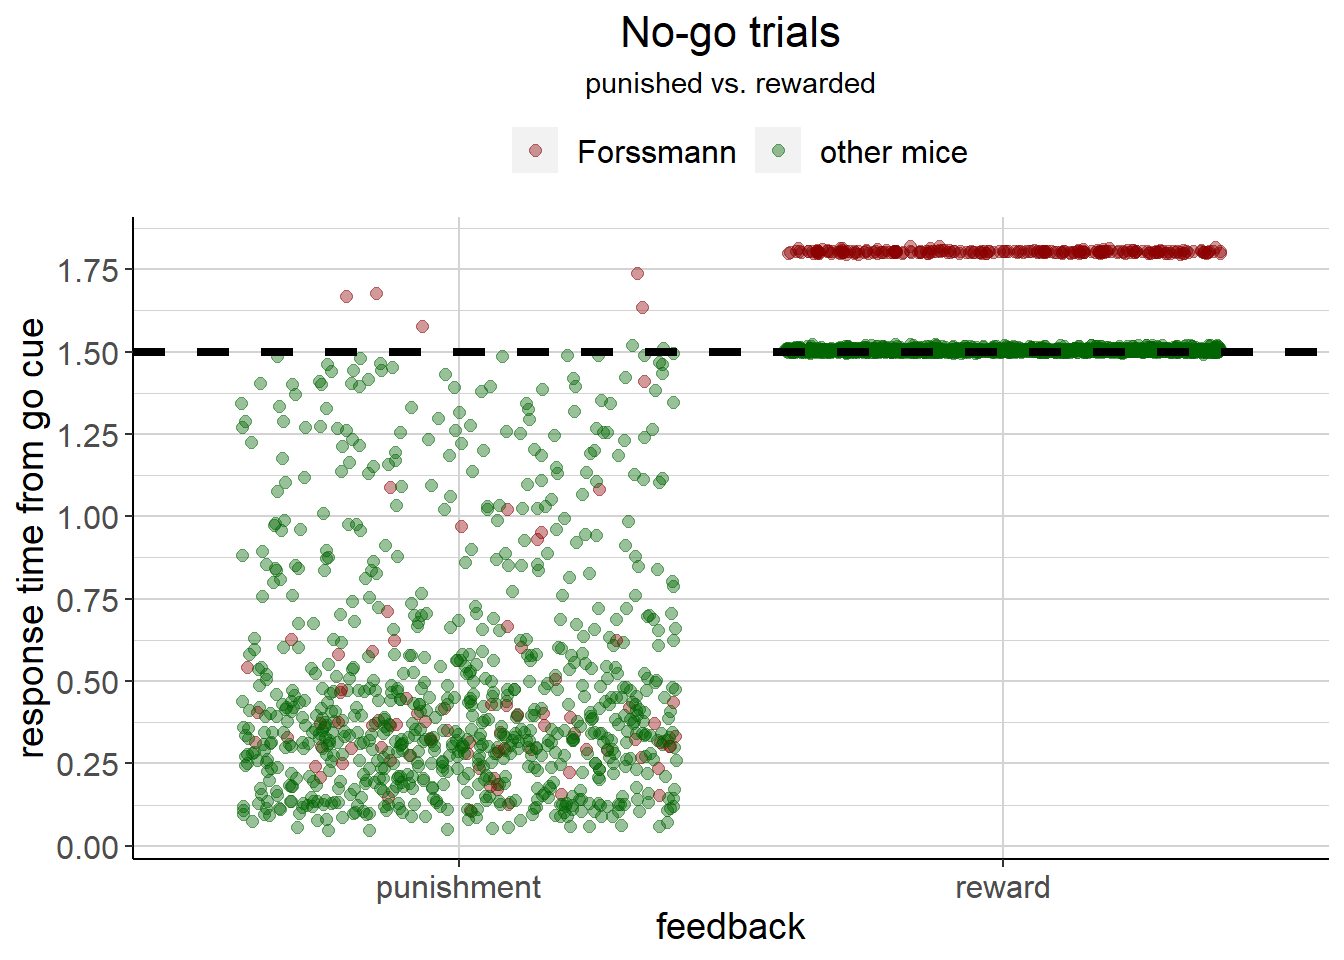 No-go trials
punished vs. rewarded
Forssmann other mice
response time from go cue
1.75
1.50
1.25
1.00
0.75
0.50
0.25
0.00
punishment reward
feedback